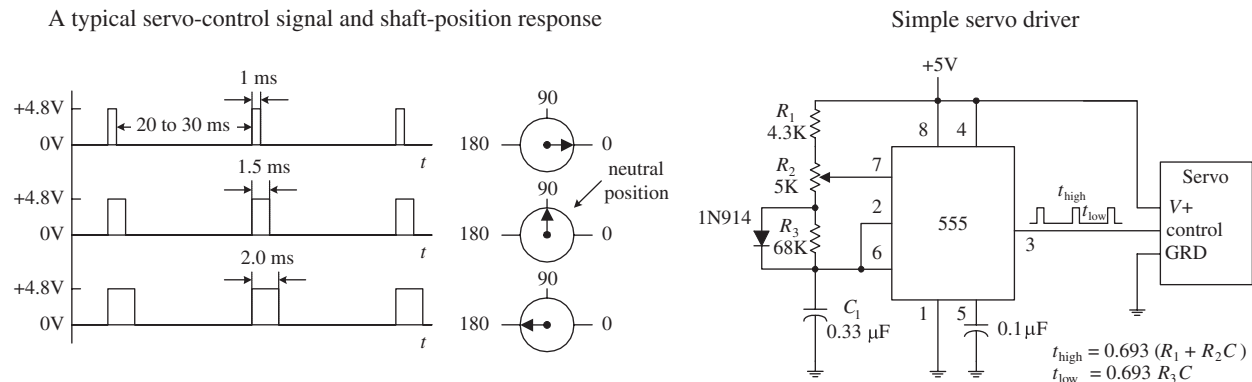 A typical servo-control signal and shaft-position response
1 ms
+4.8V
0V
20 to 30 ms
t
90
180
0
1.5 ms
+4.8V
0V
t
neutral
position
90
180
0
2.0 ms
+4.8V
0V
t
90
180
0
Simple servo driver
+5V
R1
4.3K
8
4
R2
5K
7
1N914
2
R3
68K
6
555
3
thigh
tlow
Servo
V+
control
GRD
C1
0.33 μF
1
5
0.1μF
thigh = 0.693 (R1 + R2C)
tlow = 0.693 R3C